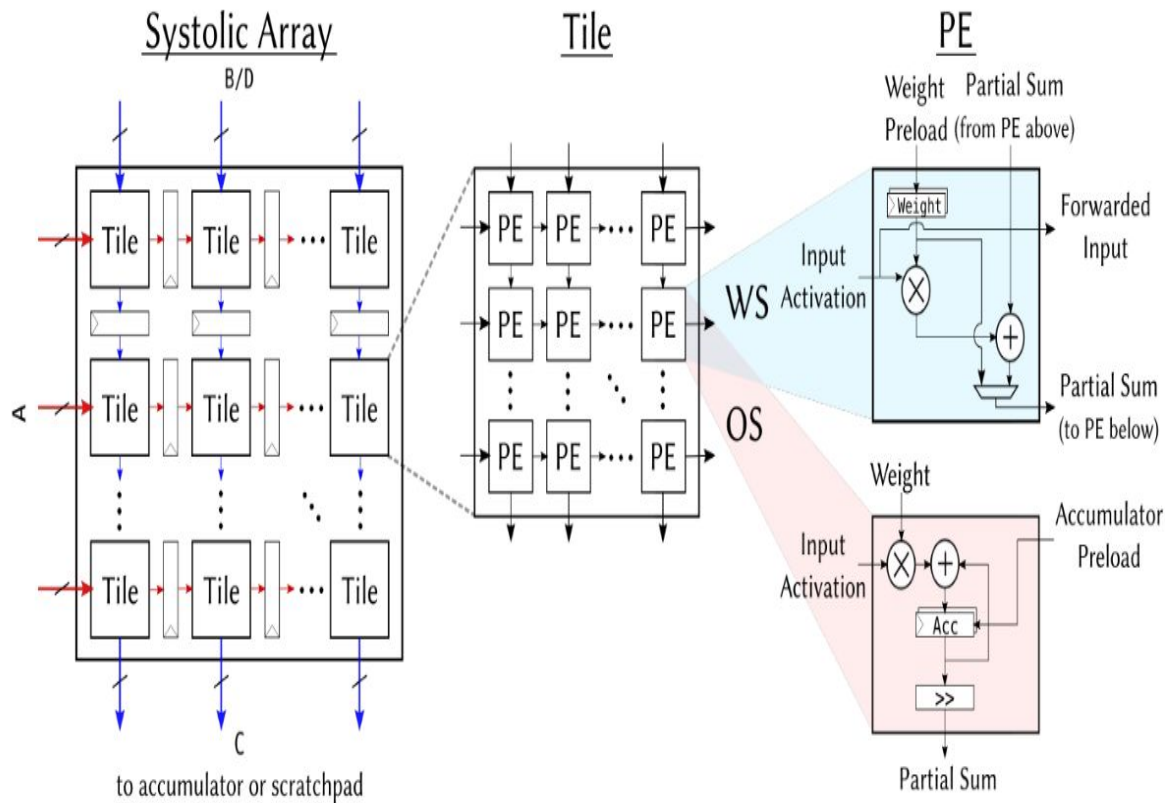 Systolic Array
B/D
Tile Tile Tile
A
Tile Tile Tile
Tile Tile Tile
C
to accumulator or scratchpad
Tile
PE PE PE
PE PE PE
PE PE PE
WS
OS
PE
Weight
Preload
Partial Sum
(from PE above)
Weight
Forwarded
Input
Input
Activation
×
+
Partial Sum
(to PE below)
Weight
Accumulator
Preload
Input
Activation
×
+
Acc
>>
Partial Sum